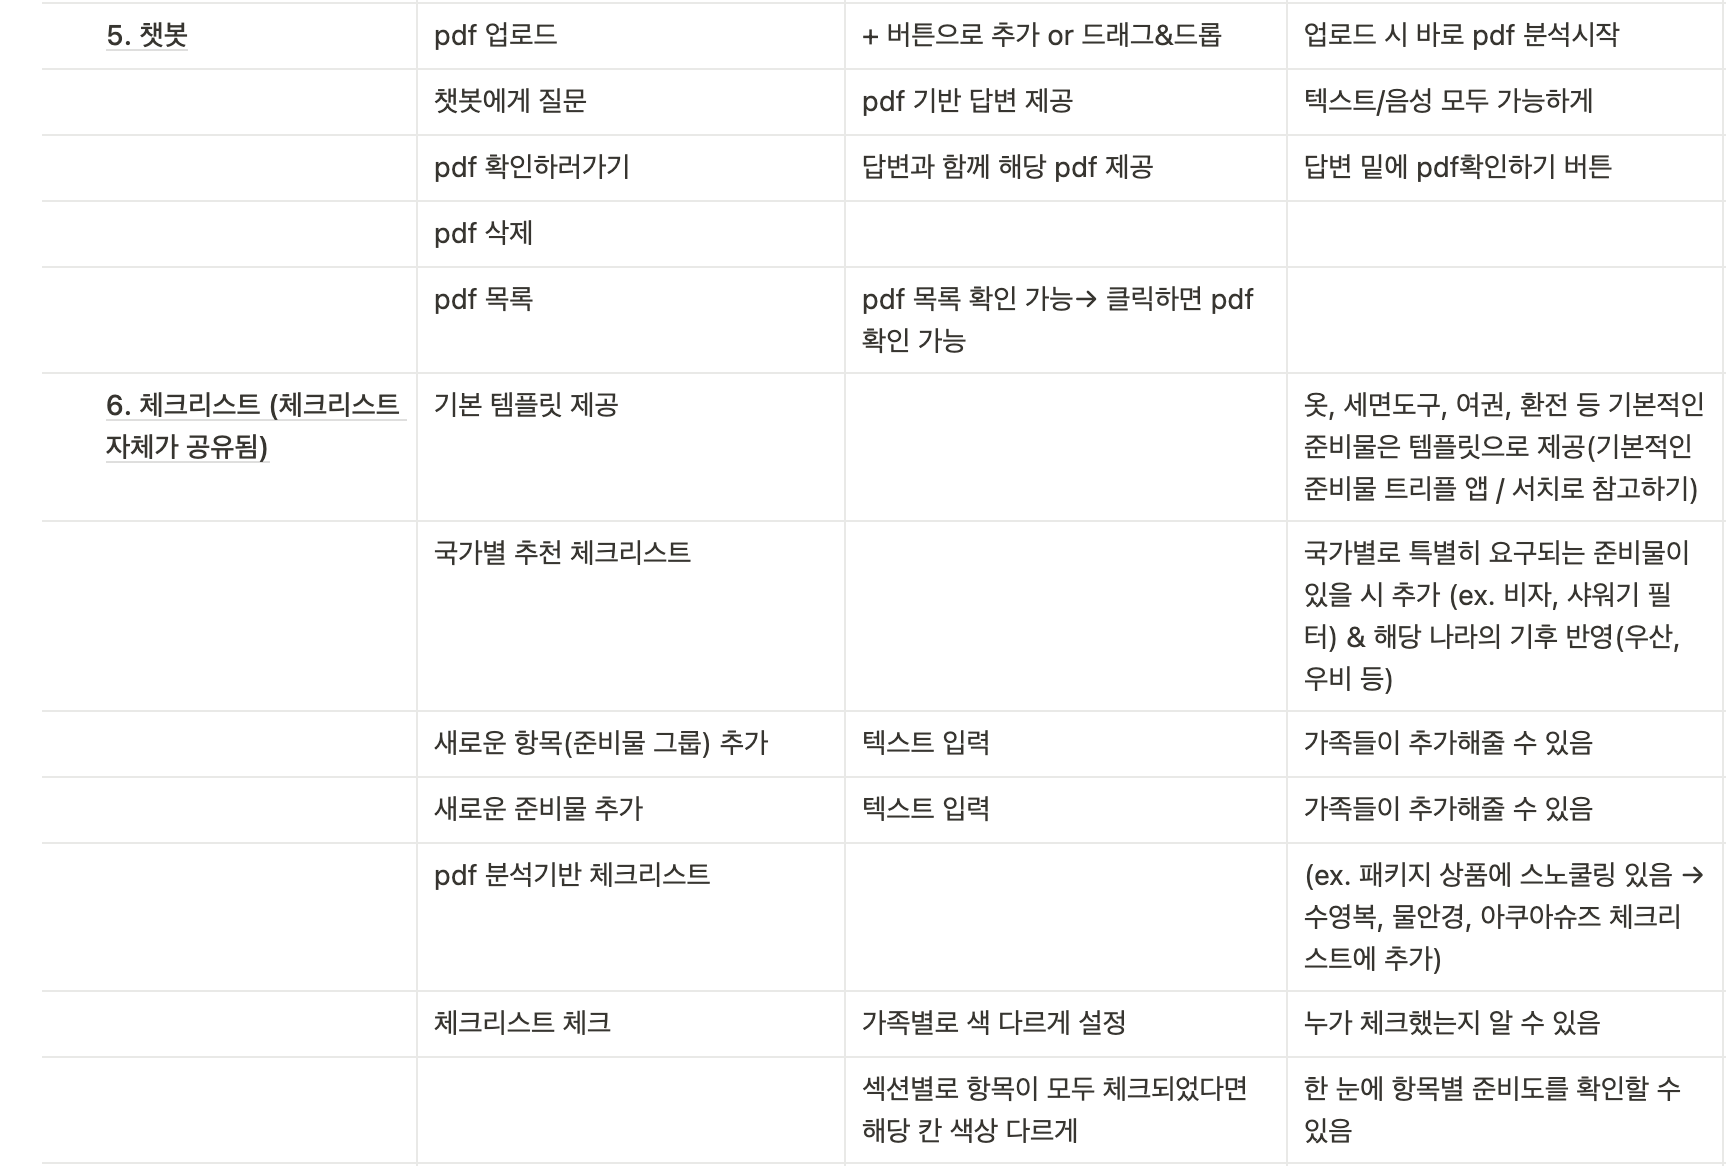 5. 챗봇
pdf 업로드
+ 버튼으로 추가 or 드래그&드롭
업로드 시 바로 pdf 분석시작
챗봇에게 질문
pdf 기반 답변 제공
텍스트/음성 모두 가능하게
pdf 확인하러가기
답변과 함께 해당 pdf 제공
답변 밑에 pdf확인하기 버튼
pdf 삭제
pdf 목록
pdf 목록 확인 가능→ 클릭하면 pdf
확인 가능
6. 체크리스트 (체크리스트
자체가 공유됨)
기본 템플릿 제공
옷, 세면도구, 여권, 환전 등 기본적인
준비물은 템플릿으로 제공(기본적인
준비물 트리플 앱 / 서치로 참고하기)
국가별 추천 체크리스트
국가별로 특별히 요구되는 준비물이
있을 시 추가 (ex. 비자, 샤워기 필
터) & 해당 나라의 기후 반영(우산,
우비 등)
새로운 항목(준비물 그룹) 추가
텍스트 입력
가족들이 추가해줄 수 있음
새로운 준비물 추가
텍스트 입력
가족들이 추가해줄 수 있음
pdf 분석기반 체크리스트
(ex. 패키지 상품에 스노쿨링 있음 →
수영복, 물안경, 아쿠아슈즈 체크리
스트에 추가)
체크리스트 체크
가족별로 색 다르게 설정
누가 체크했는지 알 수 있음
섹션별로 항목이 모두 체크되었다면
해당 칸 색상 다르게
한 눈에 항목별 준비도를 확인할 수
있음